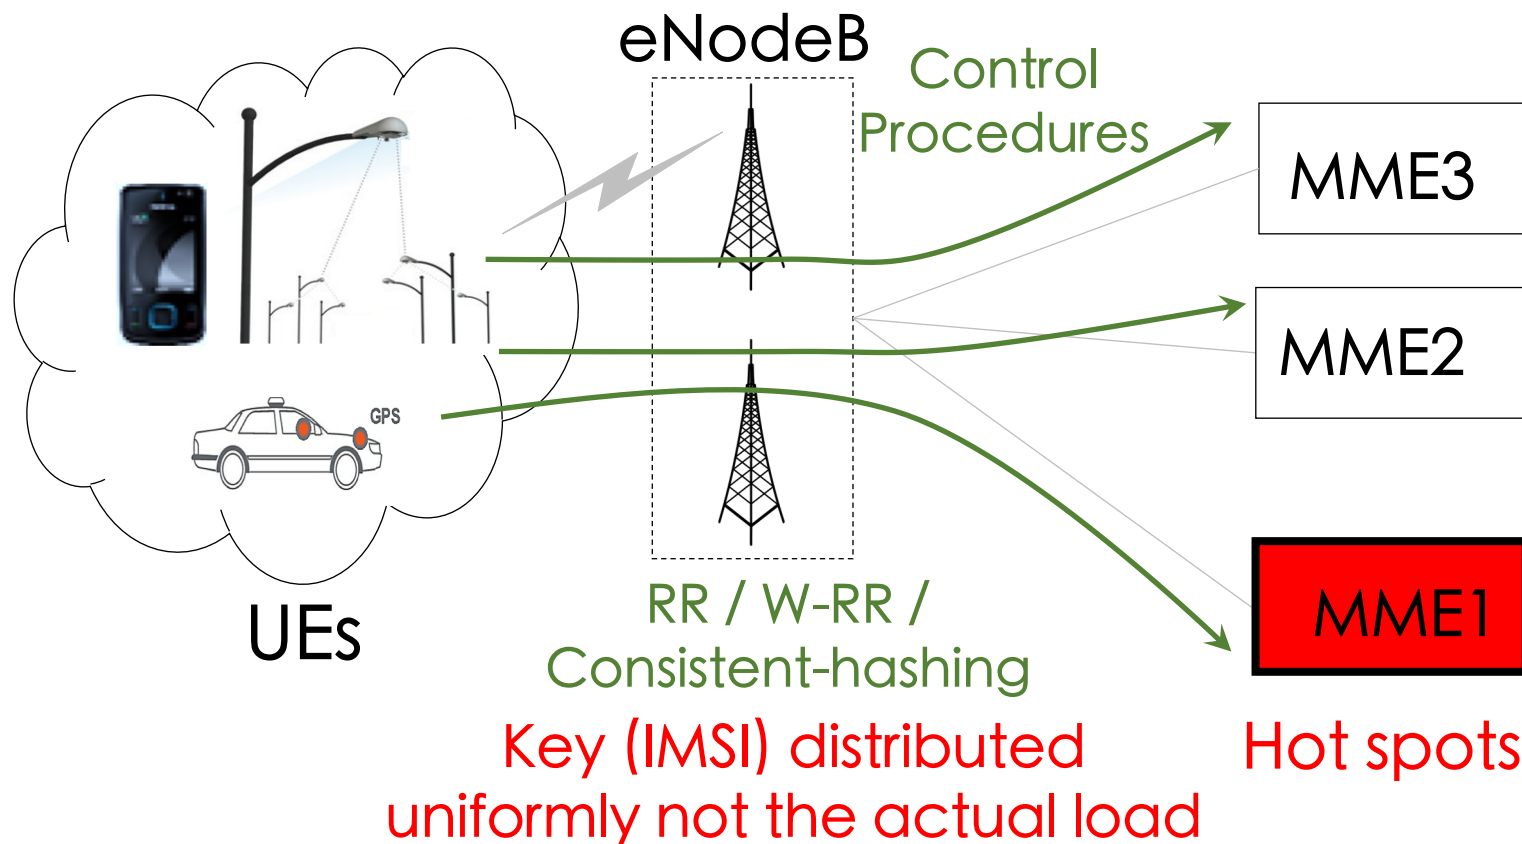 eNodeB
Control
Procedures
MME3
MME2
GPS
MME1
UEs
RR / W-RR /
Consistent-hashing
Key (IMSI) distributed
uniformly not the actual load
Hot spots